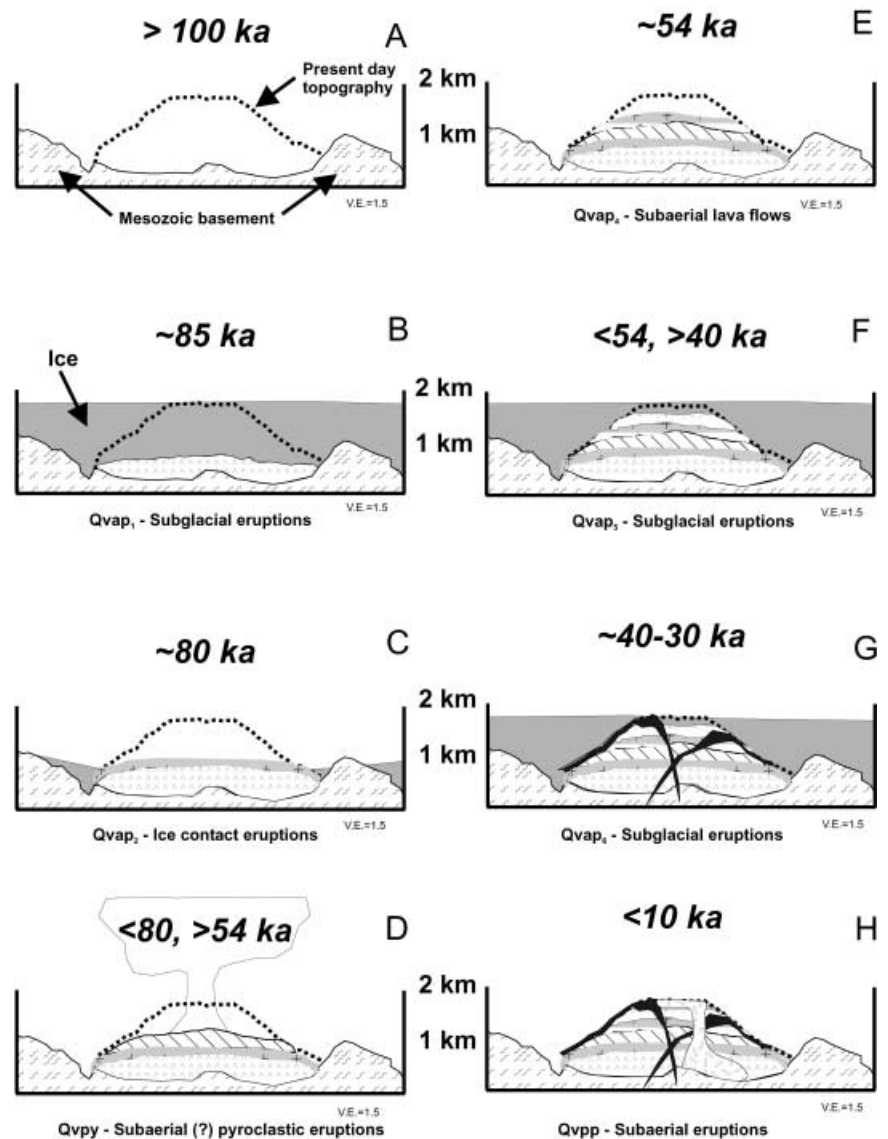 > 100 ka
A
Present day
topography
2 km
1 km
Mesozoic basement
V.E.=1.5
~85 ka
B
Ice
2 km
1 km
V.E.=1.5
Qvap₁ - Subglacial eruptions
~80 ka
C
2 km
1 km
V.E.=1.5
Qvap₂ - Ice contact eruptions
<80, >54 ka
D
2 km
1 km
V.E.=1.5
Qvpy - Subaerial (?) pyroclastic eruptions
~54 ka
E
V.E.=1.5
Qvap₄ - Subaerial lava flows
<54, >40 ka
F
V.E.=1.5
Qvap₅ - Subglacial eruptions
~40-30 ka
G
V.E.=1.5
Qvap₆ - Subglacial eruptions
<10 ka
H
V.E.=1.5
Qvpp - Subaerial eruptions